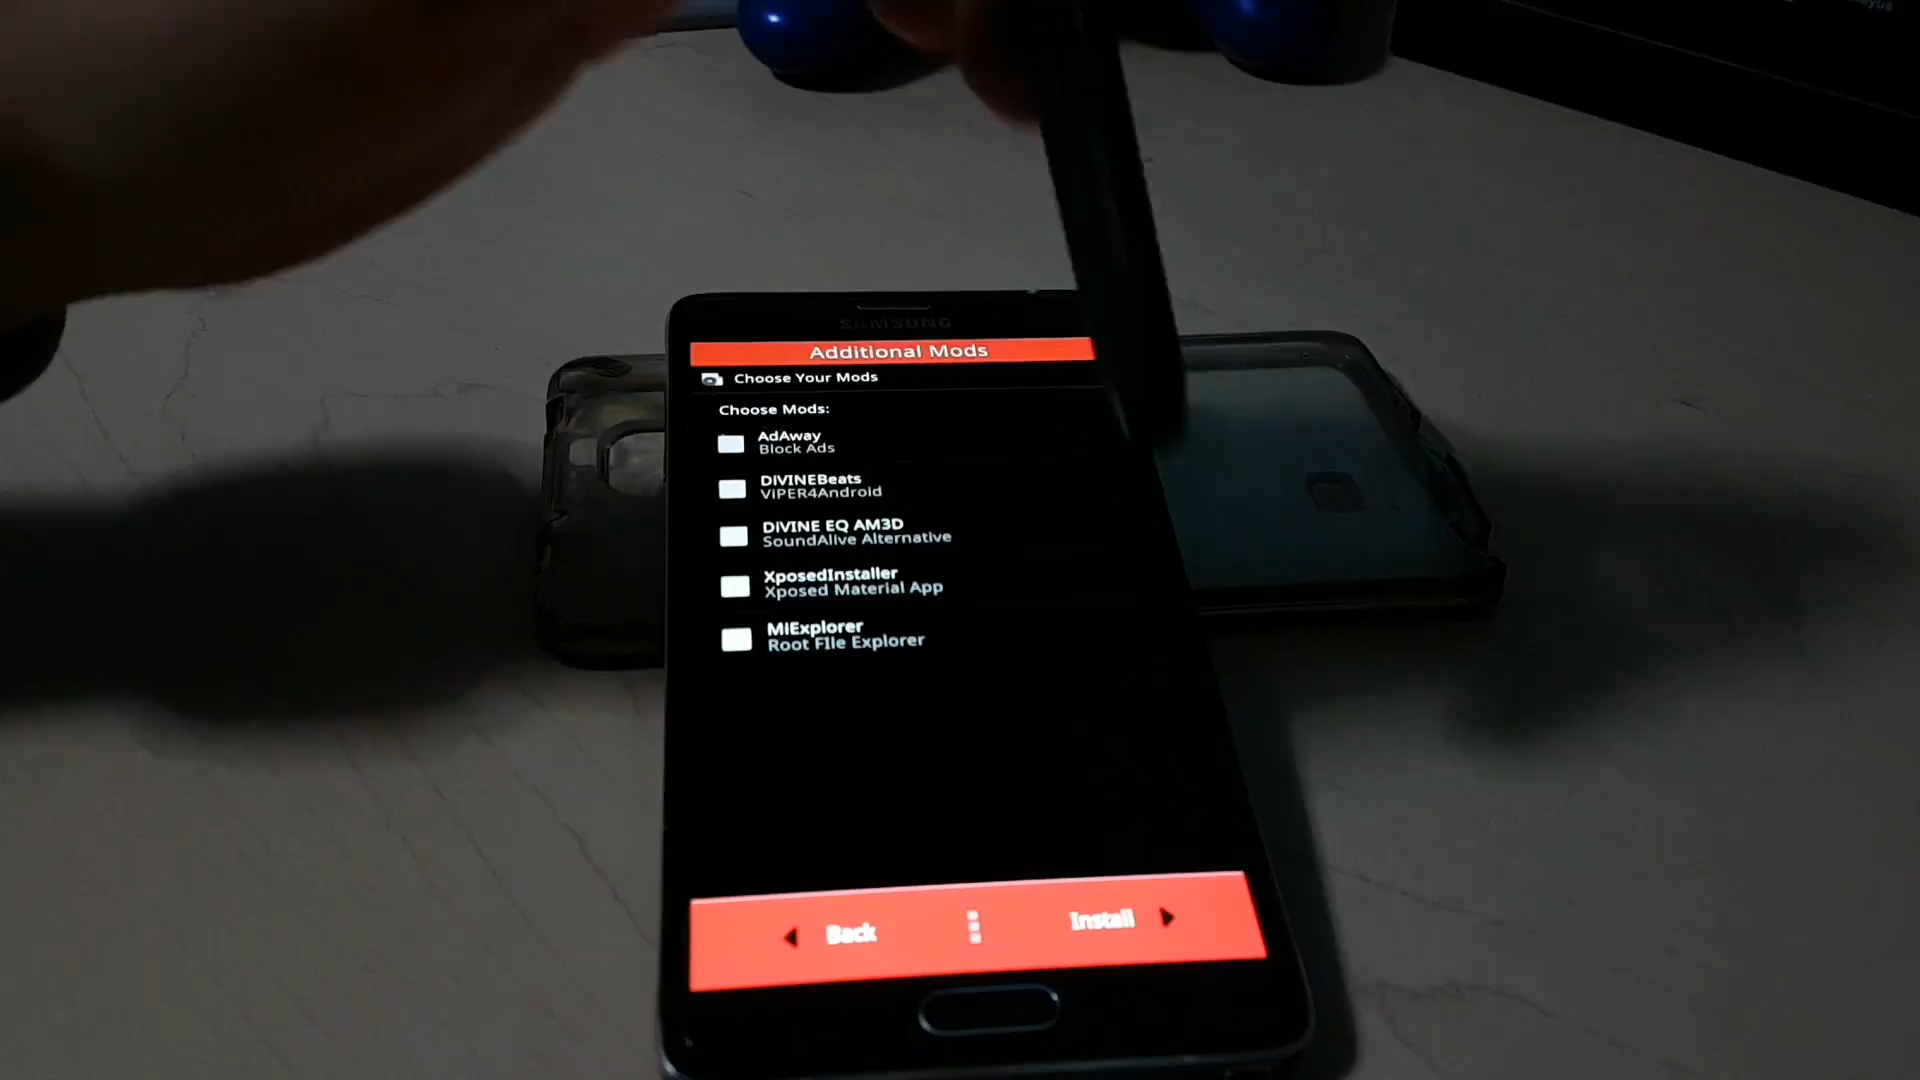 SAMSUNG
Additional Mods
Choose Your Mods
Choose Mods:
AdAway
Block Ads
DIVINEBeats
ViPER4Android
DIVINE EQ AM3D
SoundAlive Alternative
XposedInstaller
Xposed Material App
MiExplorer
Root FIle Explorer
Back
Install